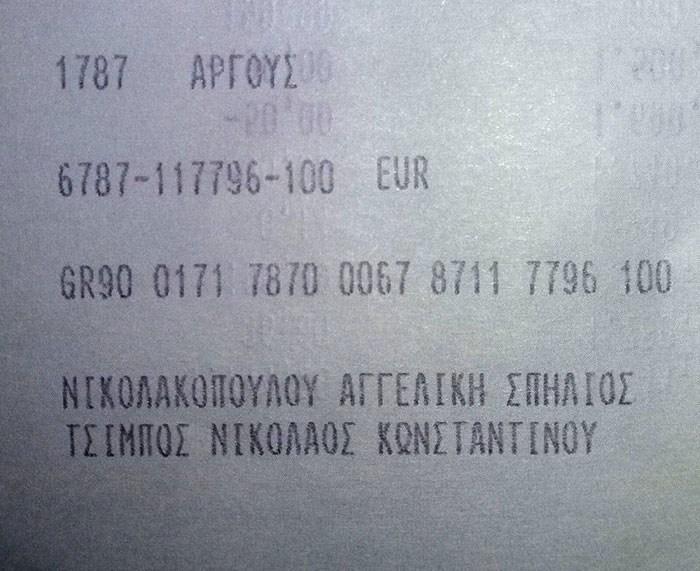 1787 ΑΡΓΟΥΣ
6787-117796-100 EUR
GR90 0171 7870 0067 8711 7796 100
ΝΙΚΟΛΑΚΟΠΟΥΛΟΥ ΑΓΓΕΛΙΚΗ ΣΠΗΛΙΟΣ
ΤΣΙΜΠΟΣ ΝΙΚΟΛΑΟΣ ΚΩΝΣΤΑΝΤΙΝΟΥ